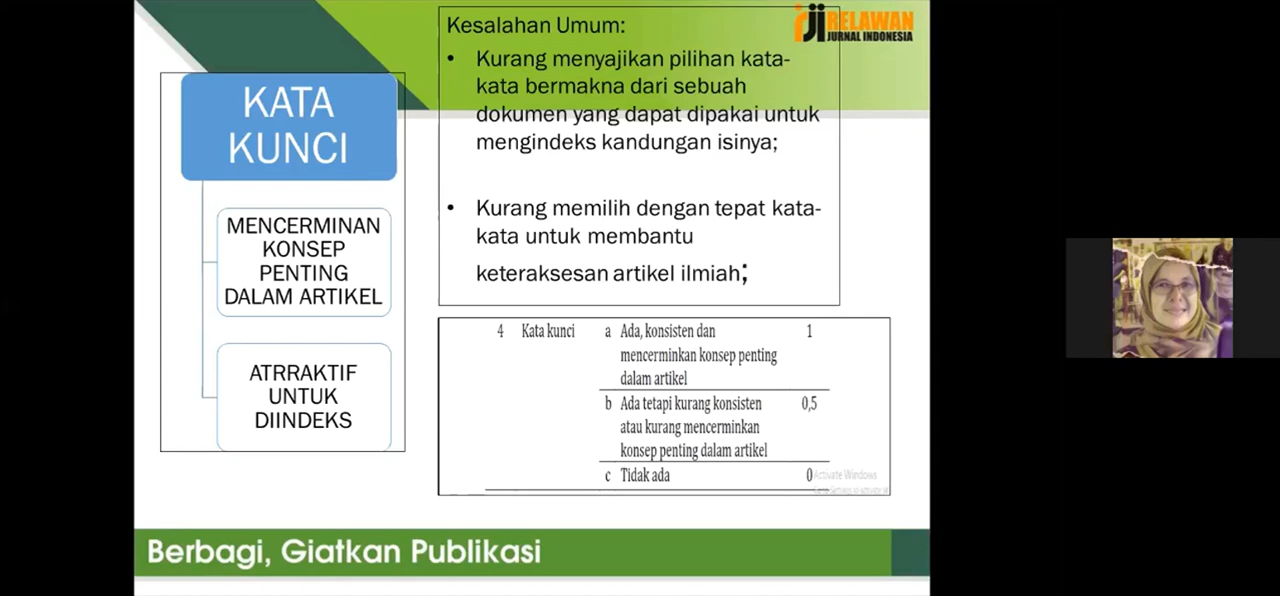 RELAWAN
JURNAL INDONESIA
KATA
KUNCI
MENCERMINAN
KONSEP
PENTING
DALAM ARTIKEL
ATRRAKTIF
UNTUK
DIINDEKS
Kesalahan Umum:
• Kurang menyajikan pilihan kata-
kata bermakna dari sebuah
dokumen yang dapat dipakai untuk
mengindeks kandungan isinya;
• Kurang memilih dengan tepat kata-
kata untuk membantu
keteraksesan artikel ilmiah;
4 Kata kunci a Ada, konsisten dan 1
mencerminkan konsep penting
dalam artikel
b Ada tetapi kurang konsisten 0,5
atau kurang mencerminkan
konsep penting dalam artikel
c Tidak ada 0
Activate Windows
Berbagi, Giatkan Publikasi